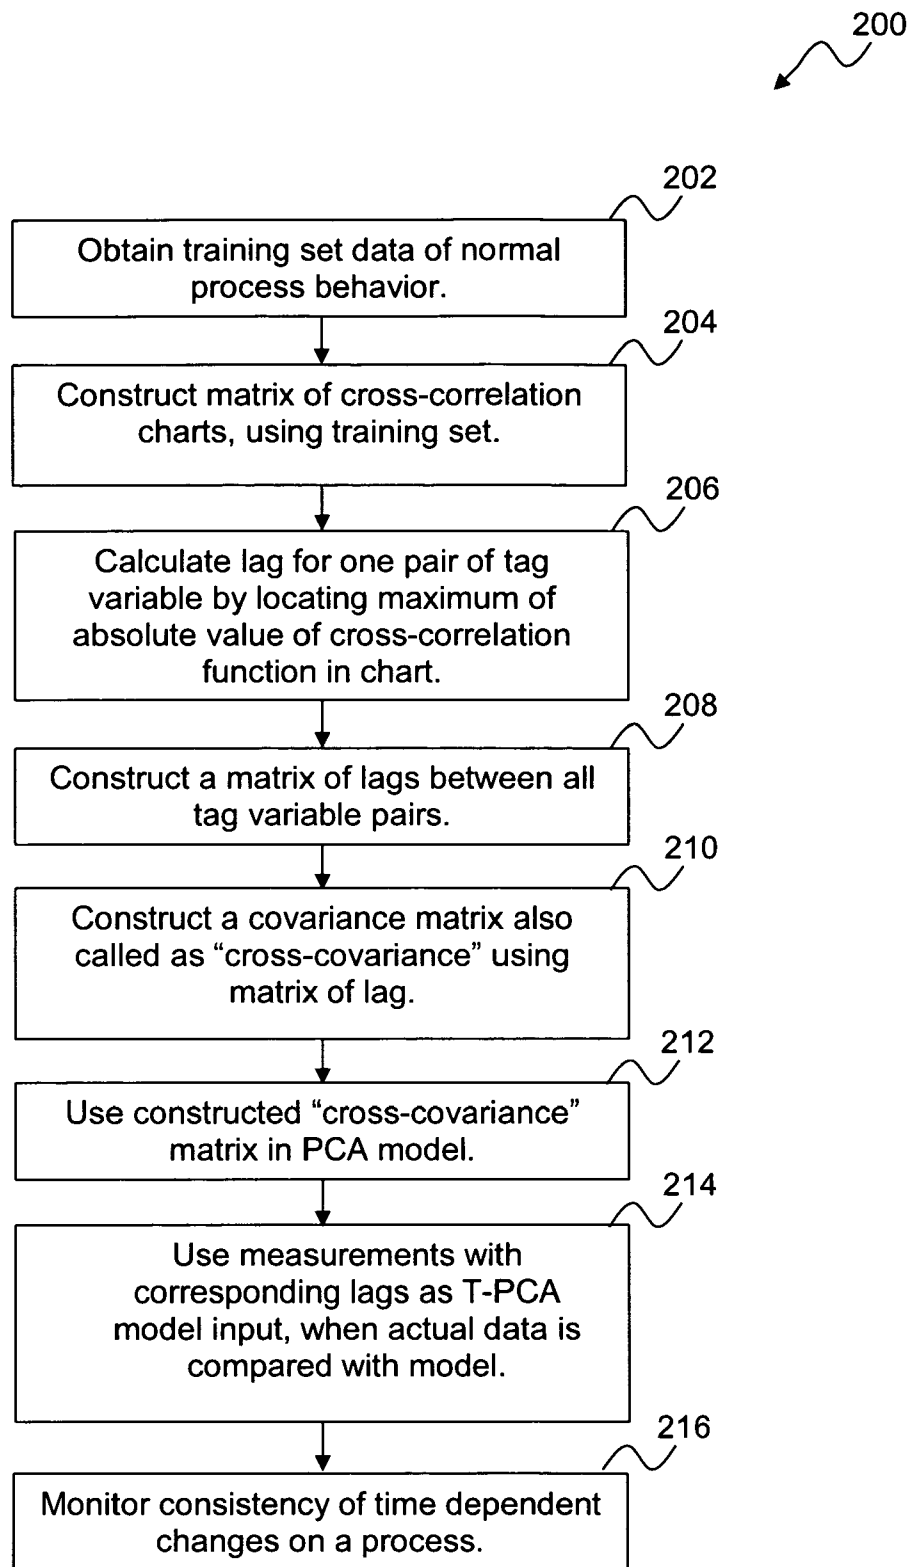 200
202
Obtain training set data of normal
process behavior.
204
Construct matrix of cross-correlation
charts, using training set.
206
Calculate lag for one pair of tag
variable by locating maximum of
absolute value of cross-correlation
function in chart.
208
Construct a matrix of lags between all
tag variable pairs.
210
Construct a covariance matrix also
called as “cross-covariance” using
matrix of lag.
212
Use constructed “cross-covariance”
matrix in PCA model.
214
Use measurements with
corresponding lags as T-PCA
model input, when actual data is
compared with model.
216
Monitor consistency of time dependent
changes on a process.